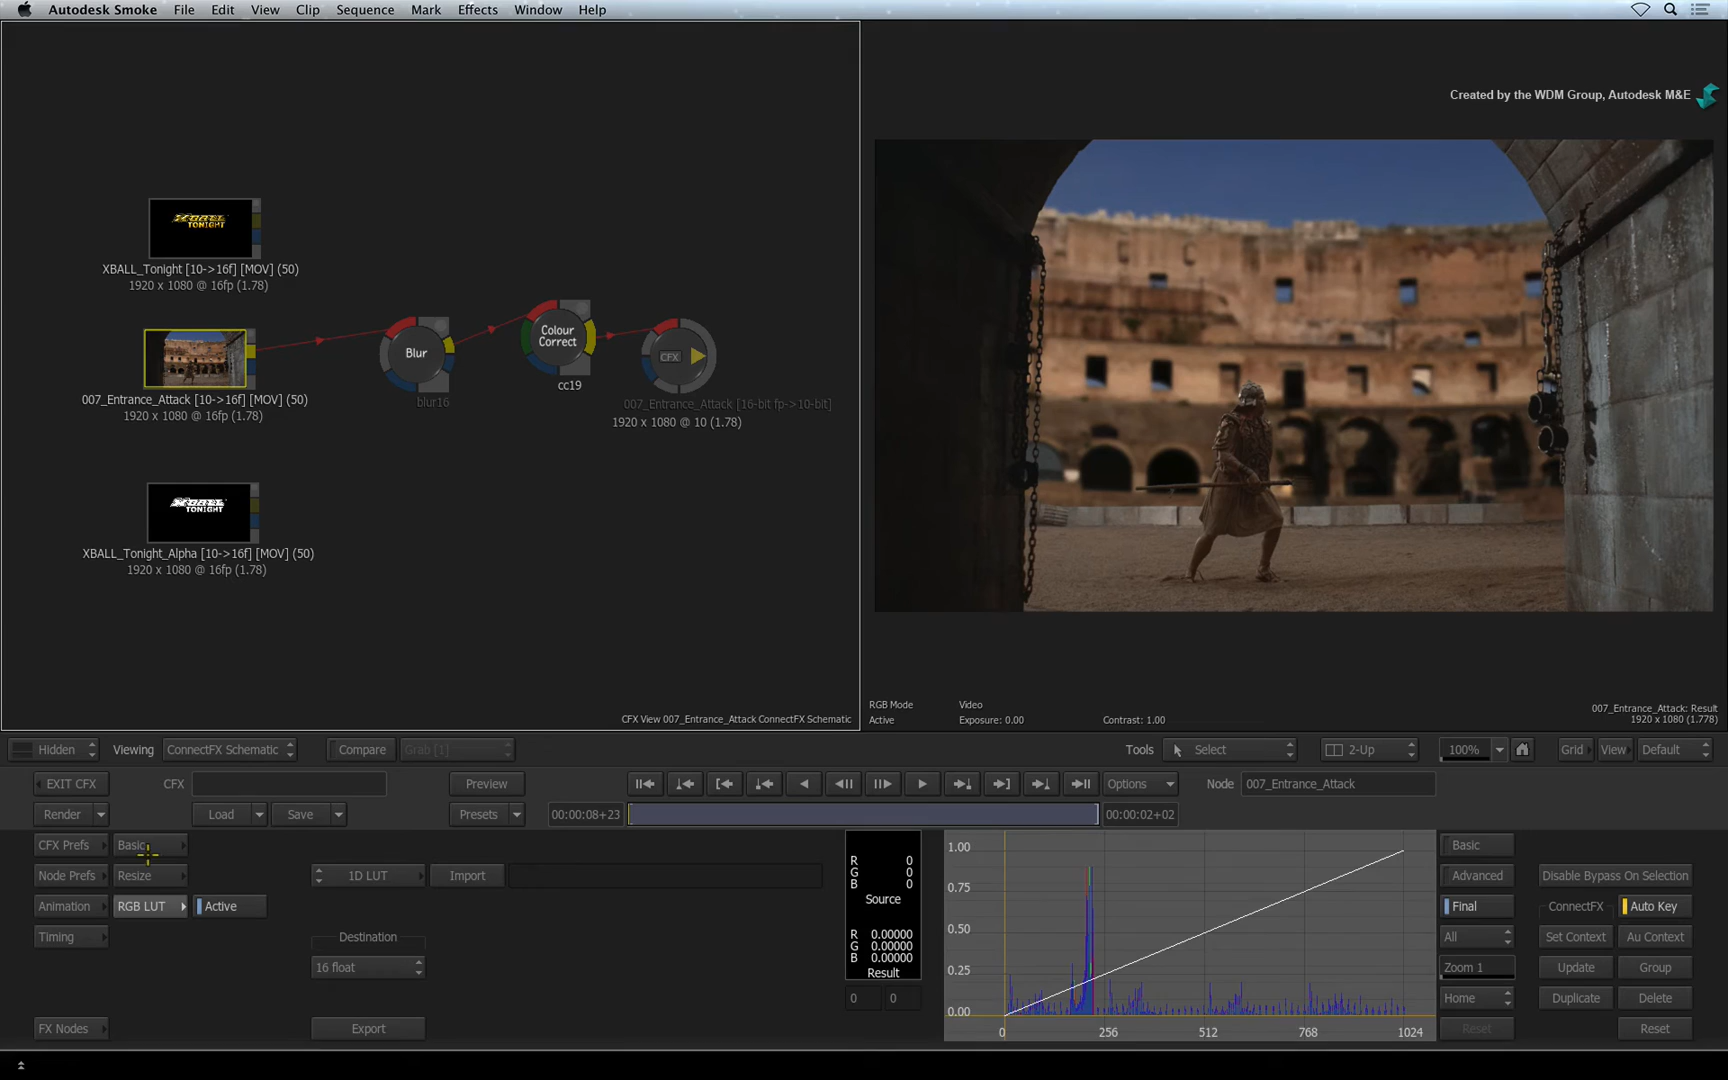 Autodesk Smoke File Edit View Clip Sequence Mark Effects Window Help
Created by the WDM Group, Autodesk M&E
XBALL TONIGHT
XBALL_Tonight [10->16f] [MOV] (50)
1920 x 1080 @ 16fp (1.78)
Blur
blur16
Colour
Correct
cc19
CFX
007_Entrance_Attack [16-bit fp->10-bit]
1920 x 1080 @ 10 (1.78)
007_Entrance_Attack [10->16f] [MOV] (50)
1920 x 1080 @ 16fp (1.78)
XBALL TONIGHT
XBALL_Tonight_Alpha [10->16f] [MOV] (50)
1920 x 1080 @ 16fp (1.78)
CFX View 007_Entrance_Attack ConnectFX Schematic
RGB Mode Video
Active Exposure: 0.00 Contrast: 1.00
007_Entrance_Attack: Result
1920 x 1080 (1.778)
Hidden Viewing ConnectFX Schematic Compare Grab [1] Tools Select 2-Up 100% Grid View Default
EXIT CFX CFX Preview Options Node 007_Entrance_Attack
Render Load Save Presets 00:00:08+23 00:00:02+02
CFX Prefs Basic
Node Prefs Resize 1D LUT Import
Animation RGB LUT Active
Timing Destination
16 float
FX Nodes Export
R 0
G 0
B 0
Source
R 0.00000
G 0.00000
B 0.00000
Result
0 0
1.00
0.75
0.50
0.25
0.00
0 256 512 768 1024
Basic
Advanced Disable Bypass On Selection
Final ConnectFX Auto Key
All Set Context Au Context
Zoom 1 Update Group
Home Duplicate Delete
Reset Reset